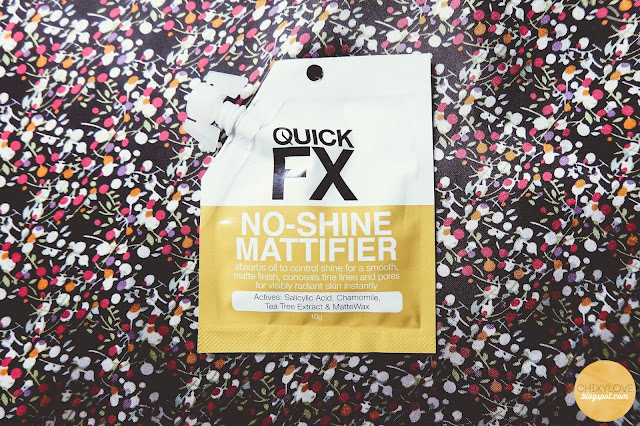 QUICK
FX
NO-SHINE
MATTIFIER
absorbs oil to control shine for a smooth,
matte finish, conceals fine lines and pores
for visibly radiant skin instantly
Actives: Salicylic Acid, Chamomile,
Tea Tree Extract & MatteWax
10g
CHIXYLOVE
.blogspot.com